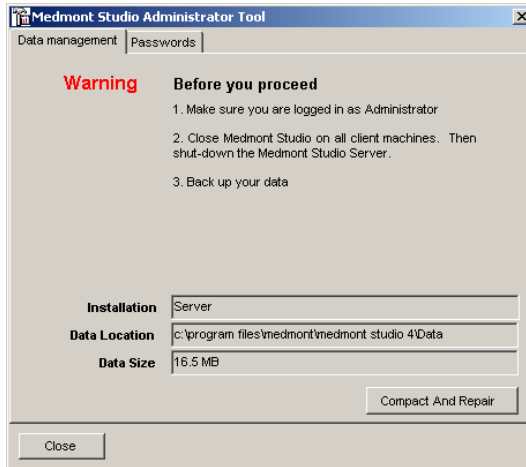 Medmont Studio Administrator Tool
Data management
Passwords
Warning
Before you proceed
1. Make sure you are logged in as Administrator
2. Close Medmont Studio on all client machines. Then
shut-down the Medmont Studio Server.
3. Back up your data
Installation
Server
Data Location
c:\program files\medmont\medmont studio 4\Data
Data Size
16.5 MB
Compact And Repair
Close